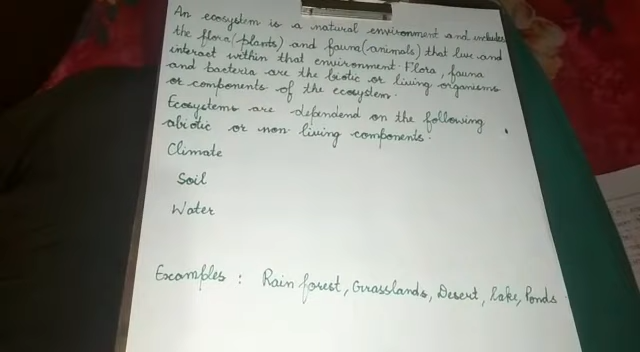 An ecosystem is a natural environment and includes
the flora (plants) and fauna (animals) that live and
interact within that environment. Flora, fauna
and bacteria are the biotic or living organisms
or components of the ecosystem.
Ecosystems are dependend on the following
abiotic or non living components.
Climate
Soil
Water
Examples : Rain forest, Grasslands, Desert, Lake, Ponds